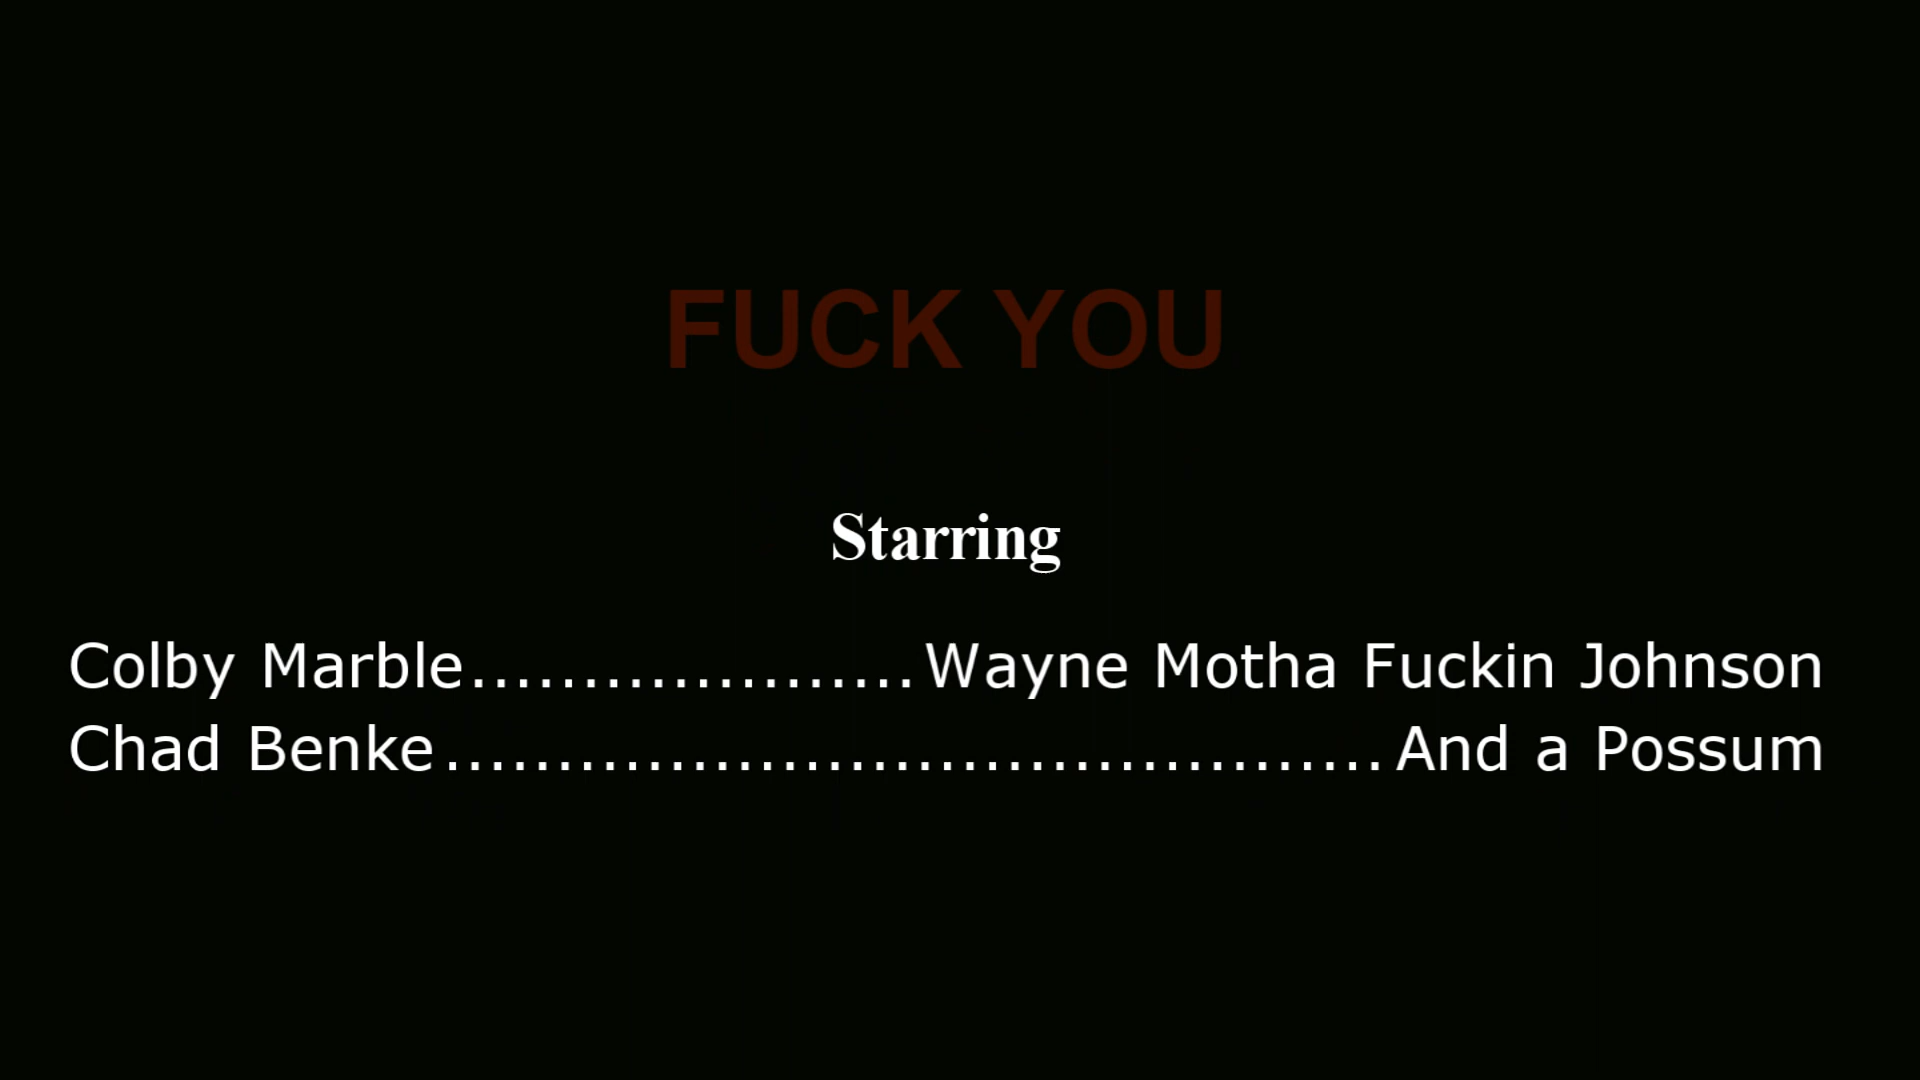 FUCK YOU
Starring
Colby Marble....................Wayne Motha Fuckin Johnson
Chad Benke..........................................And a Possum